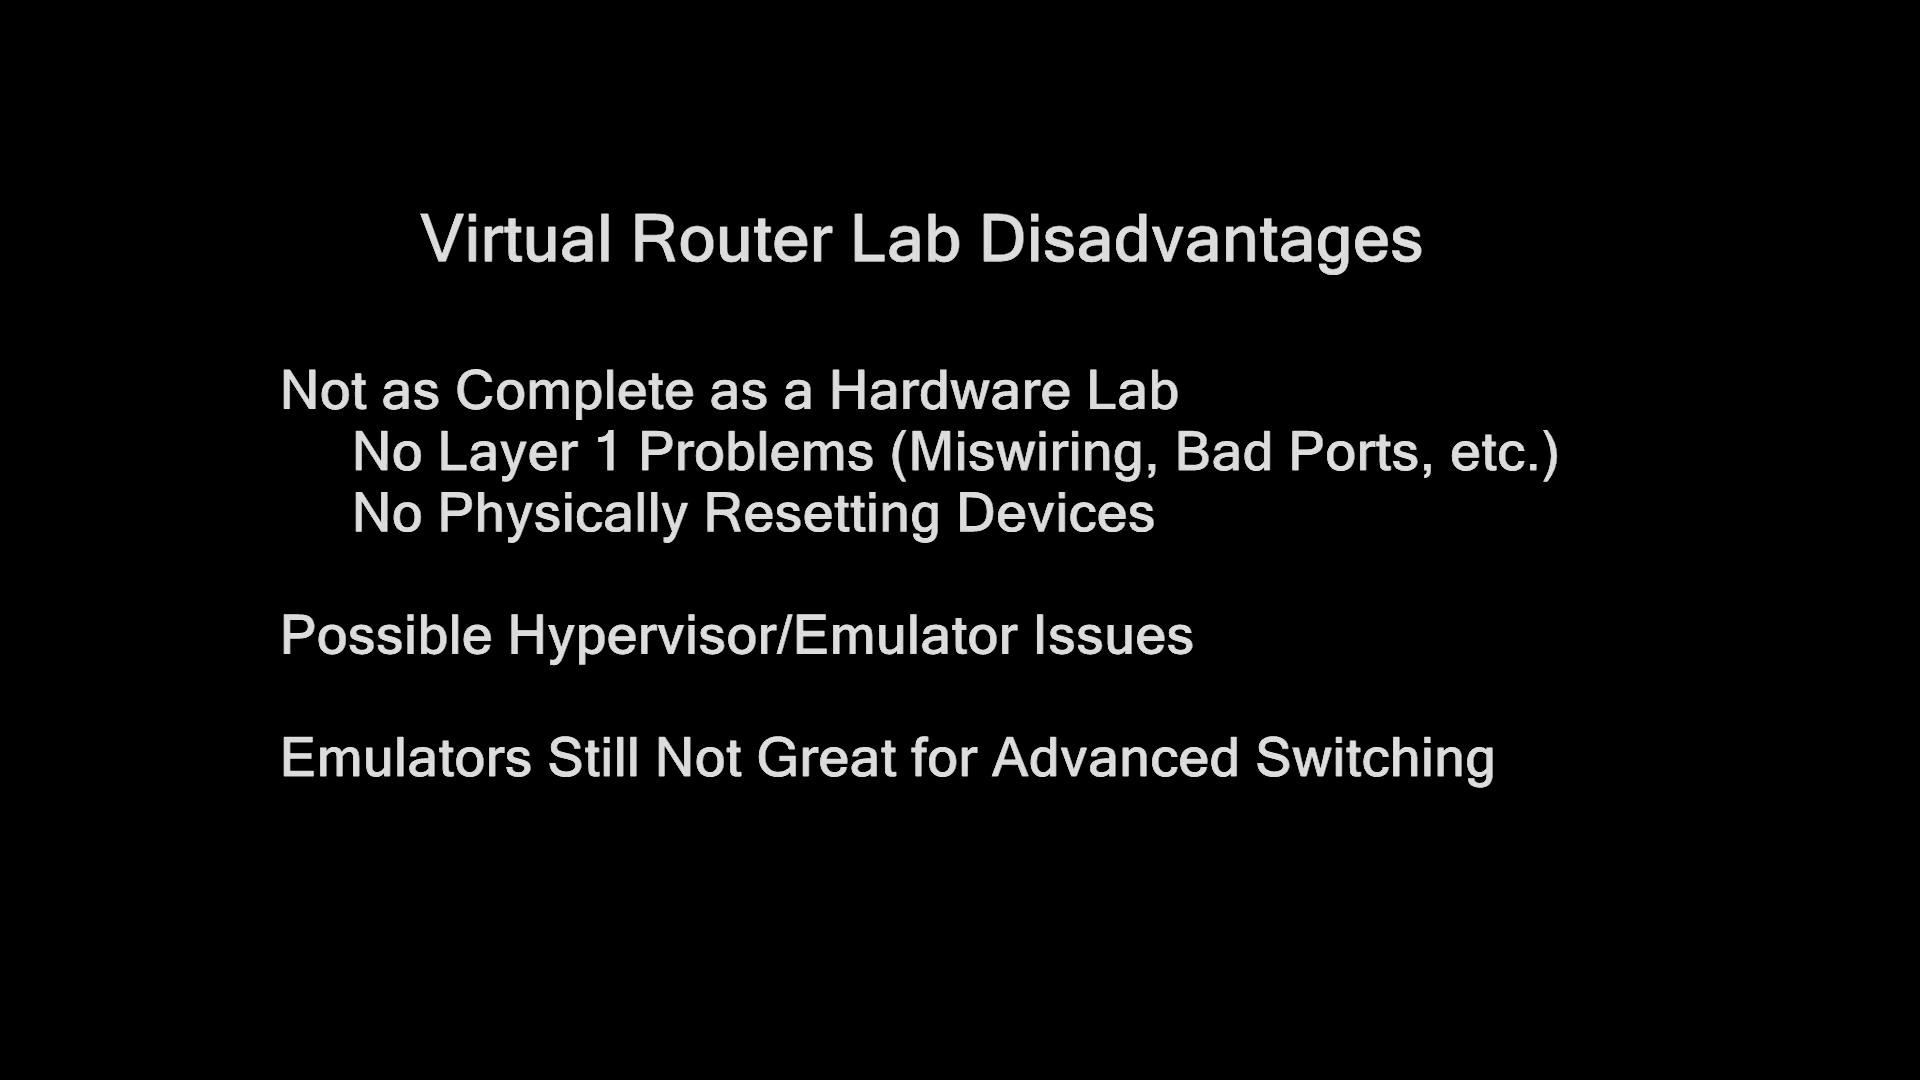 Virtual Router Lab Disadvantages
Not as Complete as a Hardware Lab
No Layer 1 Problems (Miswiring, Bad Ports, etc.)
No Physically Resetting Devices
Possible Hypervisor/Emulator Issues
Emulators Still Not Great for Advanced Switching